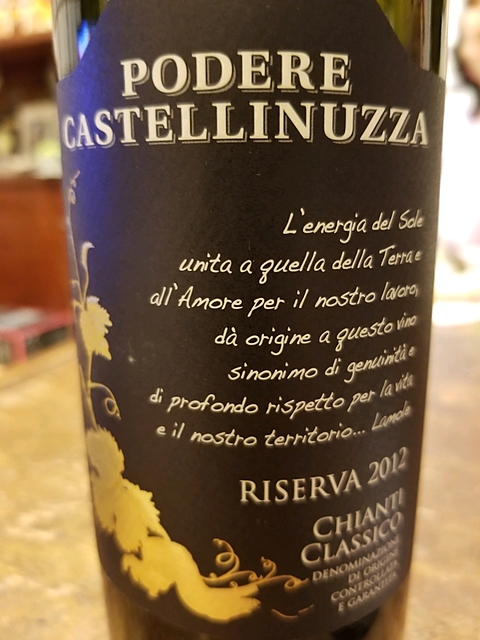 PODERE
CASTELLINUZZA
L'energia del Sole
unita a quella della Terra e
all'Amore per il nostro lavoro,
dà origine a questo vino
sinonimo di genuinità e
di profondo rispetto per la vita
e il nostro territorio... Lamole
RISERVA 2012
CHIANTI
CLASSICO
DENOMINAZIONE
DI ORIGINE
CONTROLLATA
E GARANTITA